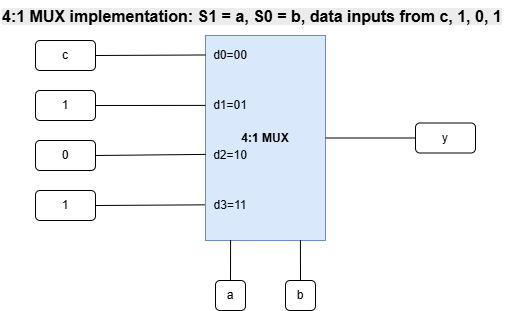 4:1 MUX implementation: S1 = a, S0 = b, data inputs from c, 1, 0, 1
c
d0=00
1
d1=01
4:1 MUX
y
0
d2=10
1
d3=11
a
b